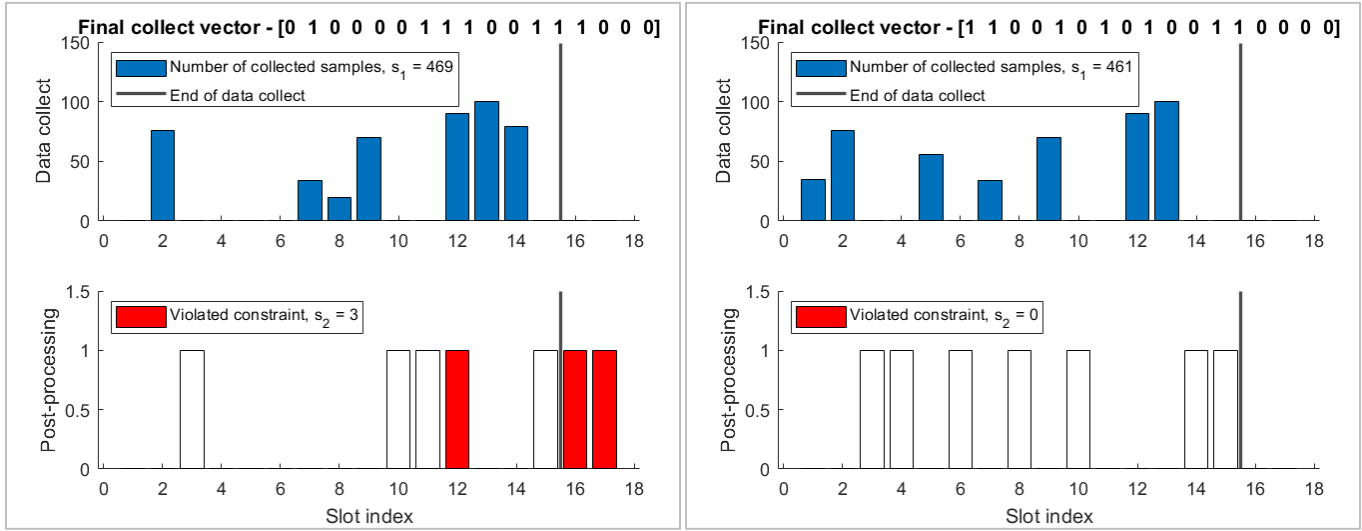 Final collect vector - [0 1 0 0 0 0 1 1 1 0 0 1 1 1 1 0 0 0]
150
100
50
0
Data collect
Number of collected samples, s1 = 469
End of data collect
0 2 4 6 8 10 12 14 16 18
1.5
1
0.5
0
Post-processing
Violated constraint, s2 = 3
0 2 4 6 8 10 12 14 16 18
Slot index
Final collect vector - [1 1 0 0 0 1 0 1 0 1 0 0 1 1 0 0 0 0]
150
100
50
0
Data collect
Number of collected samples, s1 = 461
End of data collect
0 2 4 6 8 10 12 14 16 18
1.5
1
0.5
0
Post-processing
Violated constraint, s2 = 0
0 2 4 6 8 10 12 14 16 18
Slot index